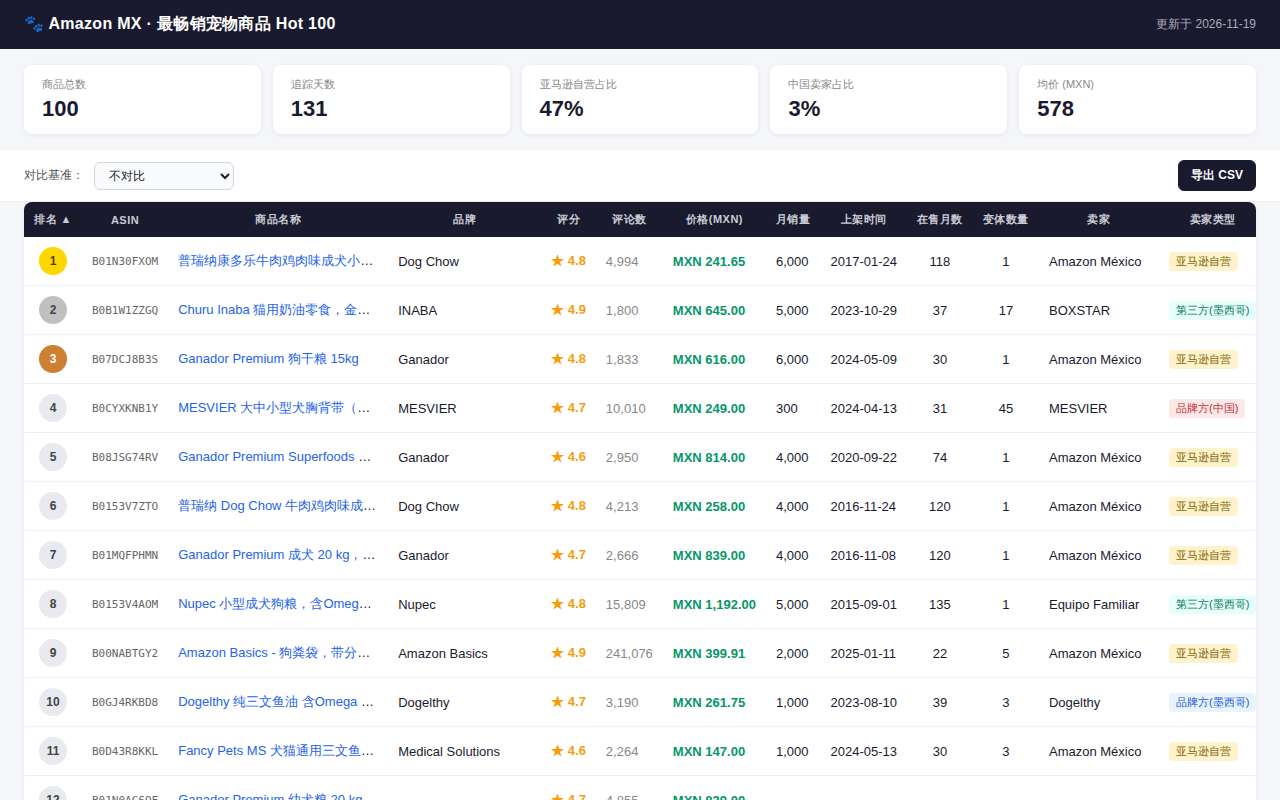 🐾 Amazon MX · 最畅销宠物商品 Hot 100 更新于 2026-11-19
商品总数 追踪天数 亚马逊自营占比 中国卖家占比 均价 (MXN)
100 131 47% 3% 578
对比基准： 不对比 导出 CSV
排名 ▲ ASIN 商品名称 品牌 评分 评论数 价格(MXN) 月销量 上架时间 在售月数 变体数量 卖家 卖家类型
1 B01N30FXOM 普瑞纳康多乐牛肉鸡肉味成犬小… Dog Chow ★ 4.8 4,994 MXN 241.65 6,000 2017-01-24 118 1 Amazon México 亚马逊自营
2 B0B1W1ZZGQ Churu Inaba 猫用奶油零食，金… INABA ★ 4.9 1,800 MXN 645.00 5,000 2023-10-29 37 17 BOXSTAR 第三方(墨西哥)
3 B07DCJ8B3S Ganador Premium 狗干粮 15kg Ganador ★ 4.8 1,833 MXN 616.00 6,000 2024-05-09 30 1 Amazon México 亚马逊自营
4 B0CYXKNB1Y MESVIER 大中小型犬胸背带（… MESVIER ★ 4.7 10,010 MXN 249.00 300 2024-04-13 31 45 MESVIER 品牌方(中国)
5 B08JSG74RV Ganador Premium Superfoods … Ganador ★ 4.6 2,950 MXN 814.00 4,000 2020-09-22 74 1 Amazon México 亚马逊自营
6 B0153V7ZTO 普瑞纳 Dog Chow 牛肉鸡肉味成… Dog Chow ★ 4.8 4,213 MXN 258.00 4,000 2016-11-24 120 1 Amazon México 亚马逊自营
7 B01MQFPHMN Ganador Premium 成犬 20 kg，… Ganador ★ 4.7 2,666 MXN 839.00 4,000 2016-11-08 120 1 Amazon México 亚马逊自营
8 B0153V4AOM Nupec 小型成犬狗粮，含Omeg… Nupec ★ 4.8 15,809 MXN 1,192.00 5,000 2015-09-01 135 1 Equipo Familiar 第三方(墨西哥)
9 B00NABTGY2 Amazon Basics - 狗粪袋，带分… Amazon Basics ★ 4.9 241,076 MXN 399.91 2,000 2025-01-11 22 5 Amazon México 亚马逊自营
10 B0GJ4RKBD8 Dogelthy 纯三文鱼油 含Omega … Dogelthy ★ 4.7 3,190 MXN 261.75 1,000 2023-08-10 39 3 Dogelthy 品牌方(墨西哥)
11 B0D43R8KKL Fancy Pets MS 犬猫通用三文鱼… Medical Solutions ★ 4.6 2,264 MXN 147.00 1,000 2024-05-13 30 3 Amazon México 亚马逊自营